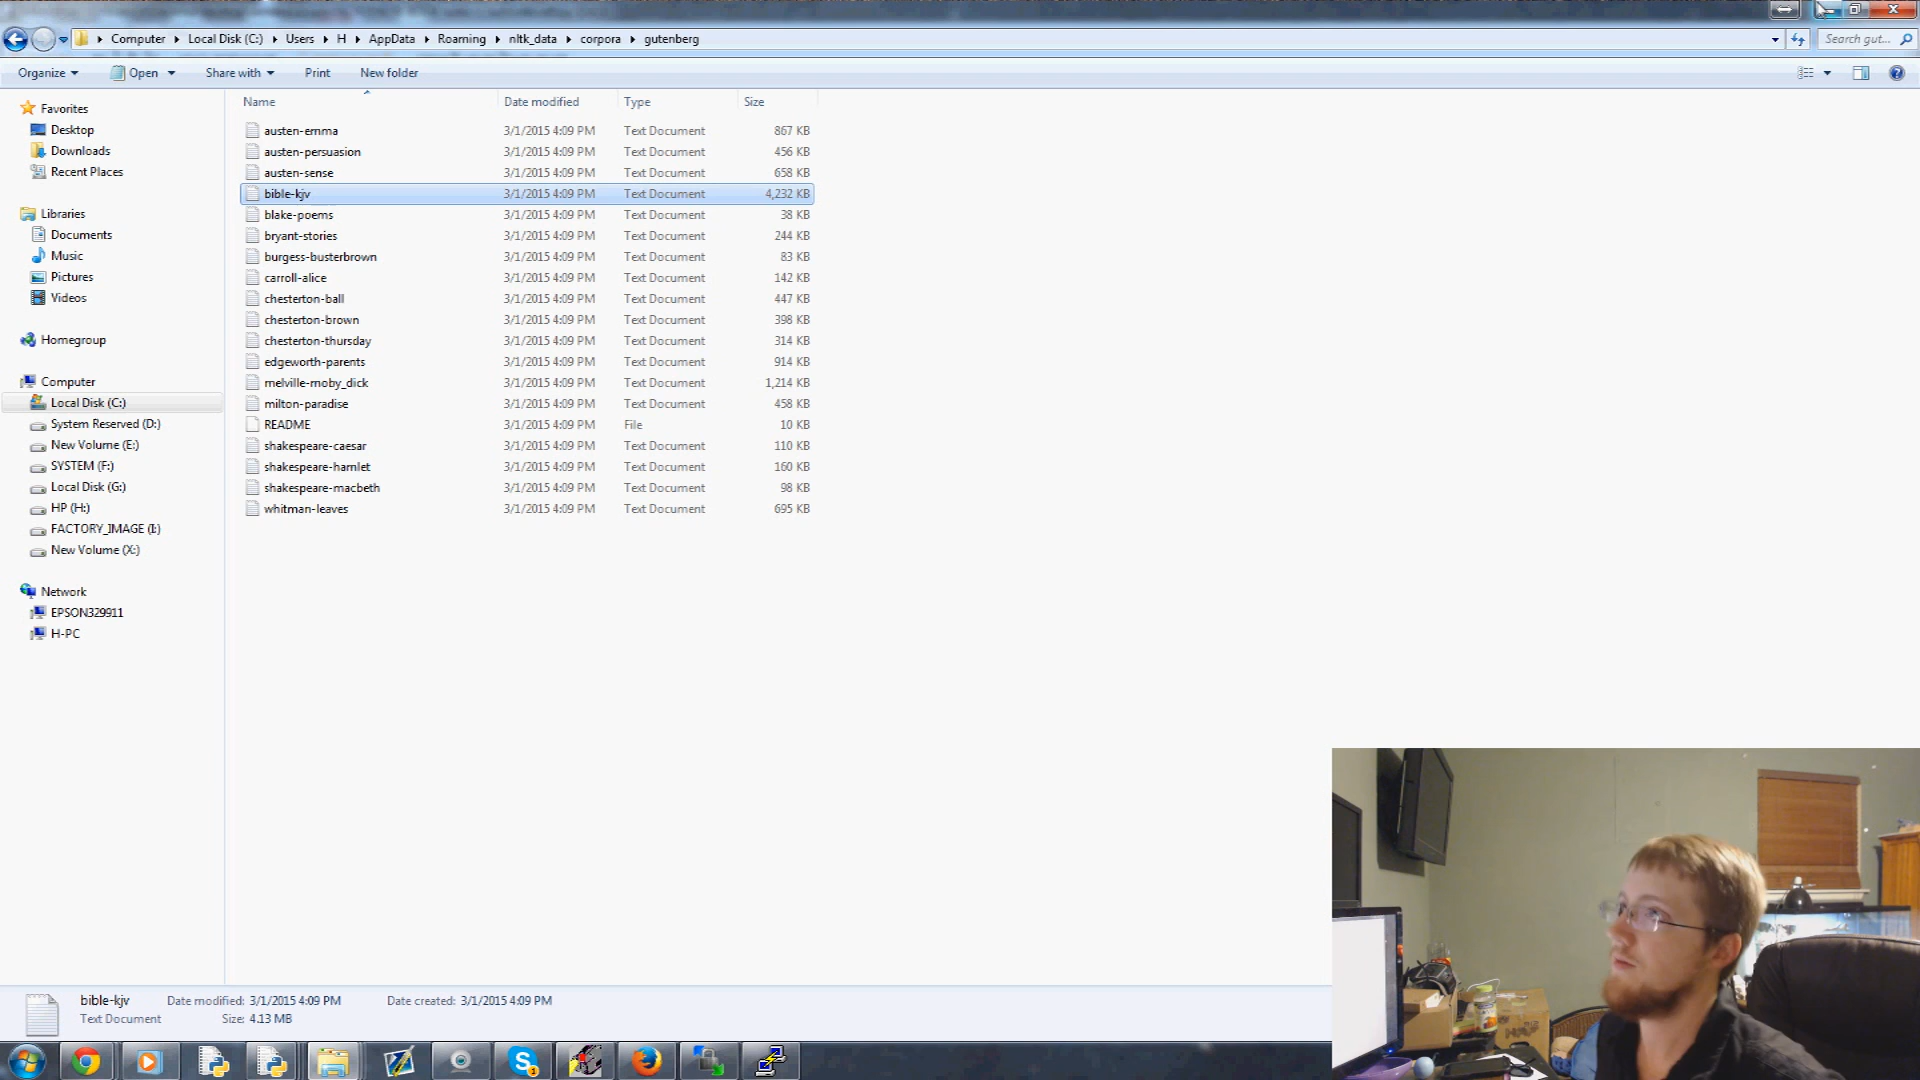 Computer Local Disk (C:) Users H AppData Roaming nltk_data corpora gutenberg Search gut...
Organize Open Share with Print New folder
Name Date modified Type Size
Favorites
Desktop
Downloads
Recent Places
Libraries
Documents
Music
Pictures
Videos
Homegroup
Computer
Local Disk (C:)
System Reserved (D:)
New Volume (E:)
SYSTEM (F:)
Local Disk (G:)
HP (H:)
FACTORY_IMAGE (I:)
New Volume (X:)
Network
EPSON329911
H-PC
austen-emma 3/1/2015 4:09 PM Text Document 867 KB
austen-persuasion 3/1/2015 4:09 PM Text Document 456 KB
austen-sense 3/1/2015 4:09 PM Text Document 658 KB
bible-kjv 3/1/2015 4:09 PM Text Document 4,232 KB
blake-poems 3/1/2015 4:09 PM Text Document 38 KB
bryant-stories 3/1/2015 4:09 PM Text Document 244 KB
burgess-busterbrown 3/1/2015 4:09 PM Text Document 83 KB
carroll-alice 3/1/2015 4:09 PM Text Document 142 KB
chesterton-ball 3/1/2015 4:09 PM Text Document 447 KB
chesterton-brown 3/1/2015 4:09 PM Text Document 398 KB
chesterton-thursday 3/1/2015 4:09 PM Text Document 314 KB
edgeworth-parents 3/1/2015 4:09 PM Text Document 914 KB
melville-moby_dick 3/1/2015 4:09 PM Text Document 1,214 KB
milton-paradise 3/1/2015 4:09 PM Text Document 458 KB
README 3/1/2015 4:09 PM File 10 KB
shakespeare-caesar 3/1/2015 4:09 PM Text Document 110 KB
shakespeare-hamlet 3/1/2015 4:09 PM Text Document 160 KB
shakespeare-macbeth 3/1/2015 4:09 PM Text Document 98 KB
whitman-leaves 3/1/2015 4:09 PM Text Document 695 KB
bible-kjv Date modified: 3/1/2015 4:09 PM Date created: 3/1/2015 4:09 PM
Text Document Size: 4.13 MB